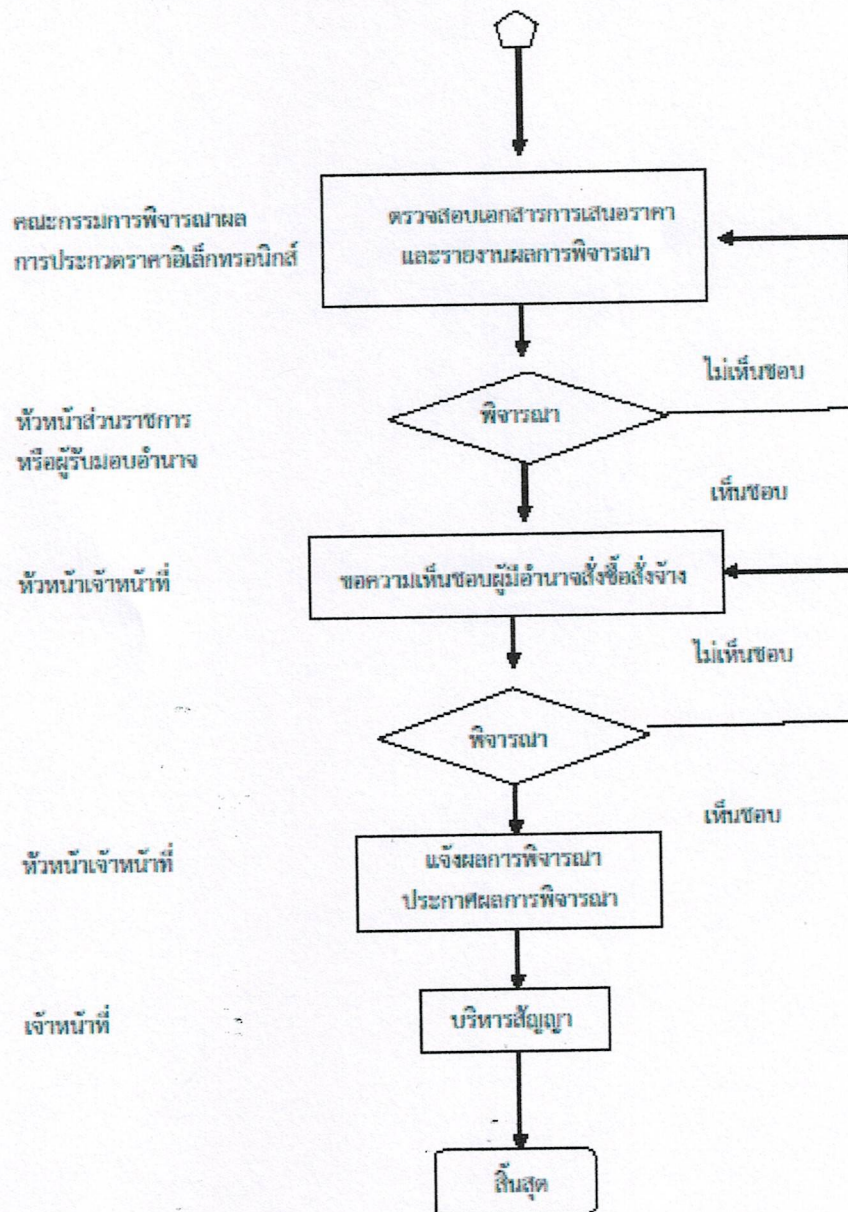 คณะกรรมการพิจารณาผล
การประกวดราคาอิเล็กทรอนิกส์
ตรวจสอบเอกสารการเสนอราคา
และรายงานผลการพิจารณา
ไม่เห็นชอบ
หัวหน้าส่วนราชการ
หรือผู้รับมอบอำนาจ
พิจารณา
เห็นชอบ
หัวหน้าเจ้าหน้าที่
ขอความเห็นชอบผู้มีอำนาจสั่งซื้อสั่งจ้าง
ไม่เห็นชอบ
พิจารณา
เห็นชอบ
หัวหน้าเจ้าหน้าที่
แจ้งผลการพิจารณา
ประกาศผลการพิจารณา
เจ้าหน้าที่
บริหารสัญญา
สิ้นสุด